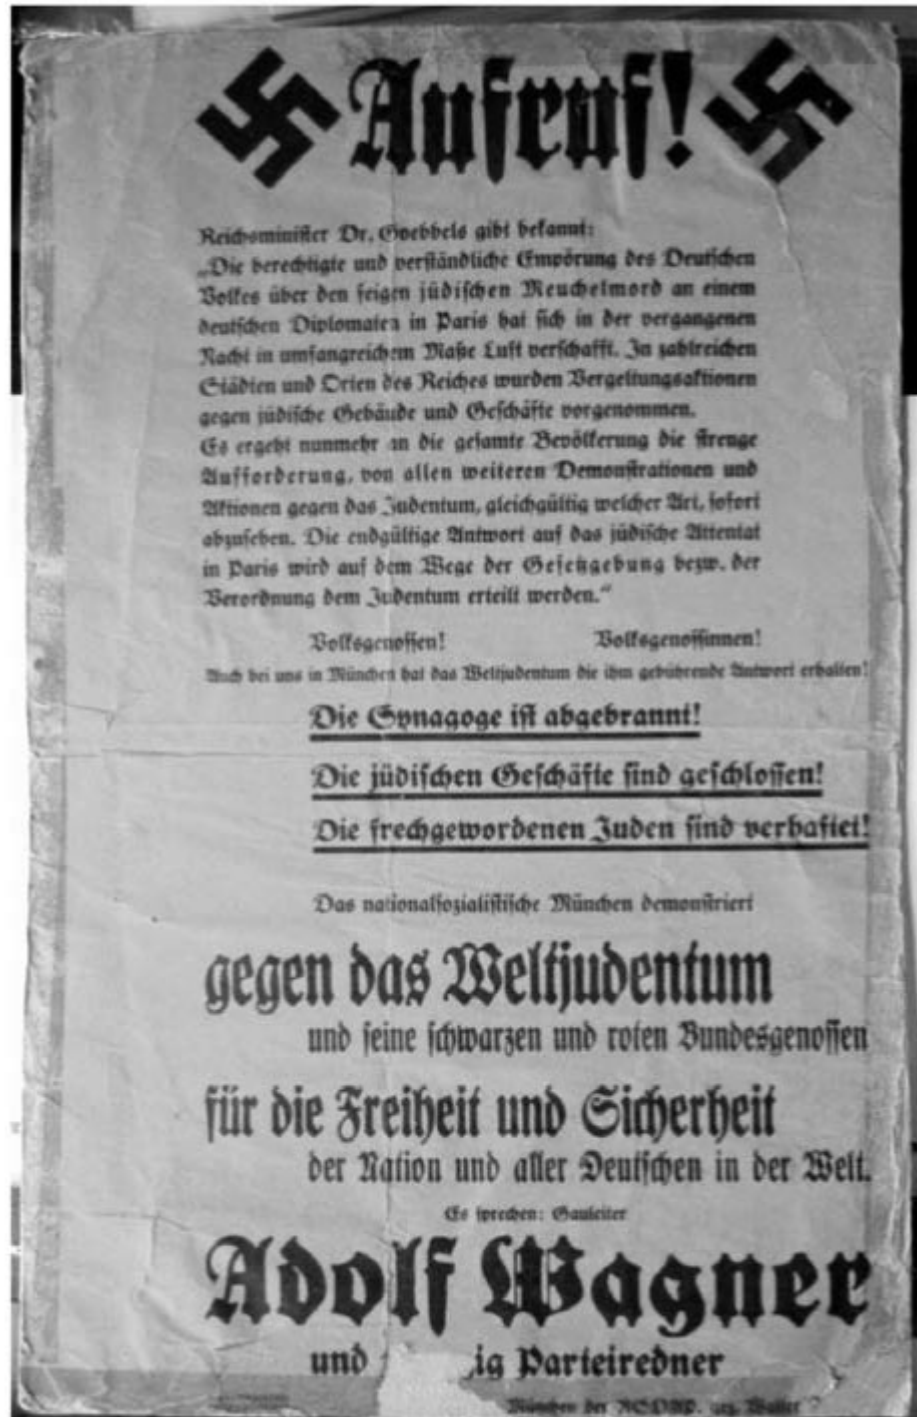 Aufruf!
Reichsminister Dr. Goebbels gibt bekannt:
„Die berechtigte und verständliche Empörung des Deutschen
Volkes über den feigen jüdischen Meuchelmord an einem
deutschen Diplomaten in Paris hat sich in der vergangenen
Nacht in umfangreichem Maße Luft verschafft. In zahlreichen
Städten und Orten des Reiches wurden Vergeltungsaktionen
gegen jüdische Gebäude und Geschäfte vorgenommen.
Es ergeht nunmehr an die gesamte Bevölkerung die strenge
Aufforderung, von allen weiteren Demonstrationen und
Aktionen gegen das Judentum, gleichgültig welcher Art, sofort
abzusehen. Die endgültige Antwort auf das jüdische Attentat
in Paris wird auf dem Wege der Gesetzgebung bezw. der
Verordnung dem Judentum erteilt werden."
Volksgenossen! Volksgenossinnen!
Auch bei uns in München hat das Weltjudentum die ihm gebührende Antwort erhalten!
Die Synagoge ist abgebrannt!
Die jüdischen Geschäfte sind geschlossen!
Die frechgewordenen Juden sind verhaftet!
Das nationalsozialistische München demonstriert
gegen das Weltjudentum
und seine schwarzen und roten Bundesgenossen
für die Freiheit und Sicherheit
der Nation und aller Deutschen in der Welt.
Es sprechen: Gauleiter
Adolf Wagner
und ig Parteiredner
München der NSDAP.